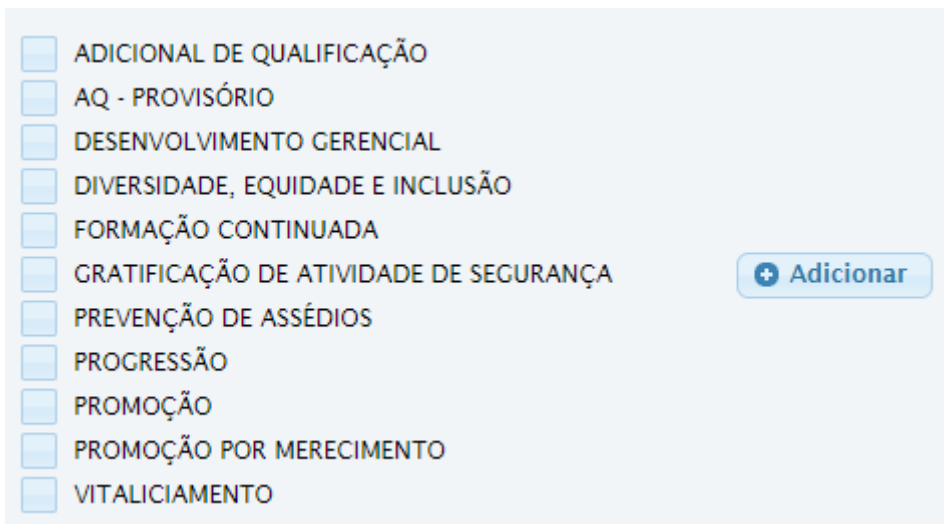 ADICIONAL DE QUALIFICAÇÃO
AQ - PROVISÓRIO
DESENVOLVIMENTO GERENCIAL
DIVERSIDADE, EQUIDADE E INCLUSÃO
FORMAÇÃO CONTINUADA
GRATIFICAÇÃO DE ATIVIDADE DE SEGURANÇA
Adicionar
PREVENÇÃO DE ASSÉDIOS
PROGRESSÃO
PROMOÇÃO
PROMOÇÃO POR MERECIMENTO
VITALICIAMENTO